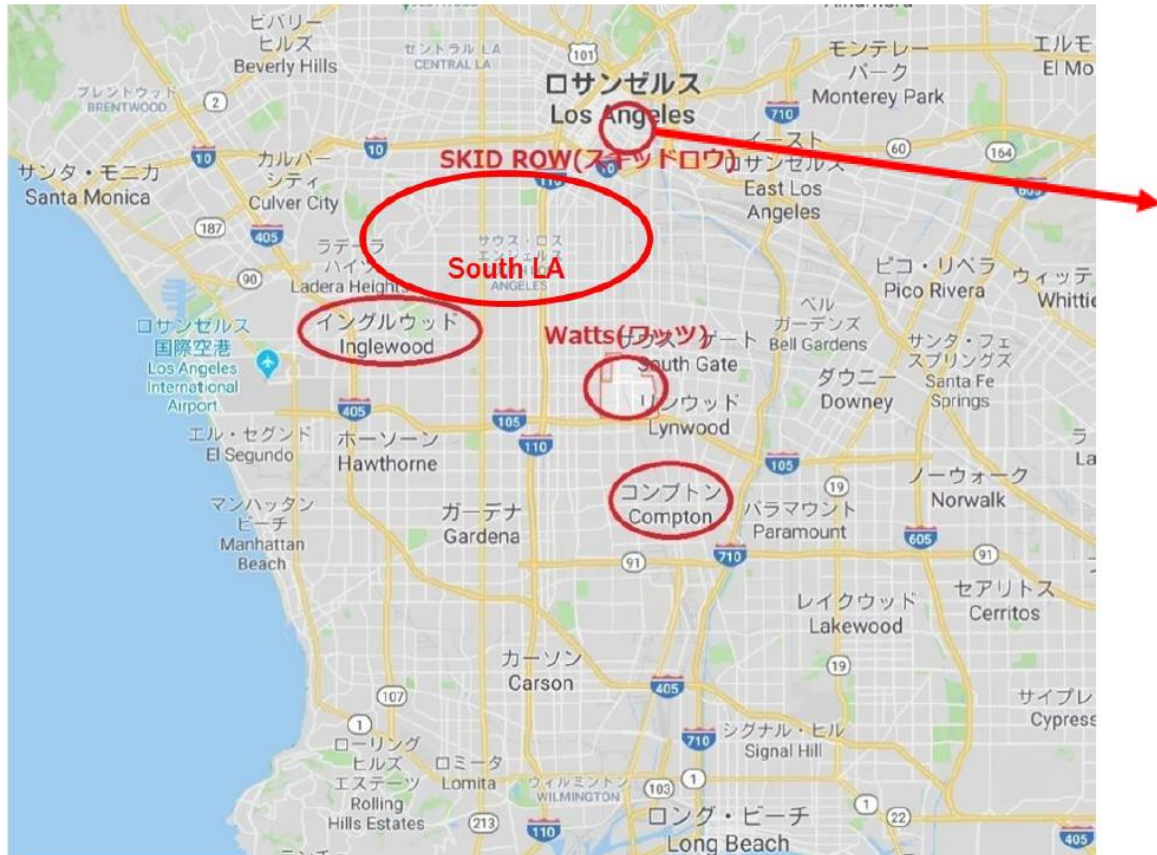 ビバリー
ヒルズ
Beverly Hills
セントラル LA
CENTRAL LA
101
ロサンゼルス
Los Angeles
モンテレー
パーク
Monterey Park
エルモ
El Mo
ブレントウッド
BRENTWOOD
2
710
10
10
カルバー
シティ
Culver City
サンタ・モニカ
Santa Monica
SKID ROW(スキッドロウ)
110
10
イースト
ロサンゼルス
East Los
Angeles
60
164
605
187
405
ラデーラ
ハイツ
Ladera Heights
サウス・ロス
エンジェルス
ANGELES
South LA
90
ピコ・リベラ
Pico Rivera
ウィッテ
Whittie
ロサンゼルス
国際空港
Los Angeles
International
Airport
イングルウッド
Inglewood
Watts(ワッツ)
ゲート
South Gate
ベル
ガーデンズ
Bell Gardens
サンタ・フェ
スプリングズ
Santa Fe
Springs
ダウニー
Downey
リンウッド
Lynwood
405
105
110
エル・セグンド
El Segundo
ホーソーン
Hawthorne
105
19
ノーウォーク
Norwalk
ラ
La
マンハッタン
ビーチ
Manhattan
Beach
ガーデナ
Gardena
コンプトン
Compton
パラマウント
Paramount
605
91
710
91
セアリトス
Cerritos
レイクウッド
Lakewood
カーソン
Carson
19
405
107
サイプレ
Cypress
1
ローリング
ヒルズ
エステーツ
Rolling
Hills Estates
ロミータ
Lomita
710
シグナル・ヒル
Signal Hill
ウィルミントン
WILMINGTON
103
1
1
213
110
ロング・ビーチ
Long Beach
22
405